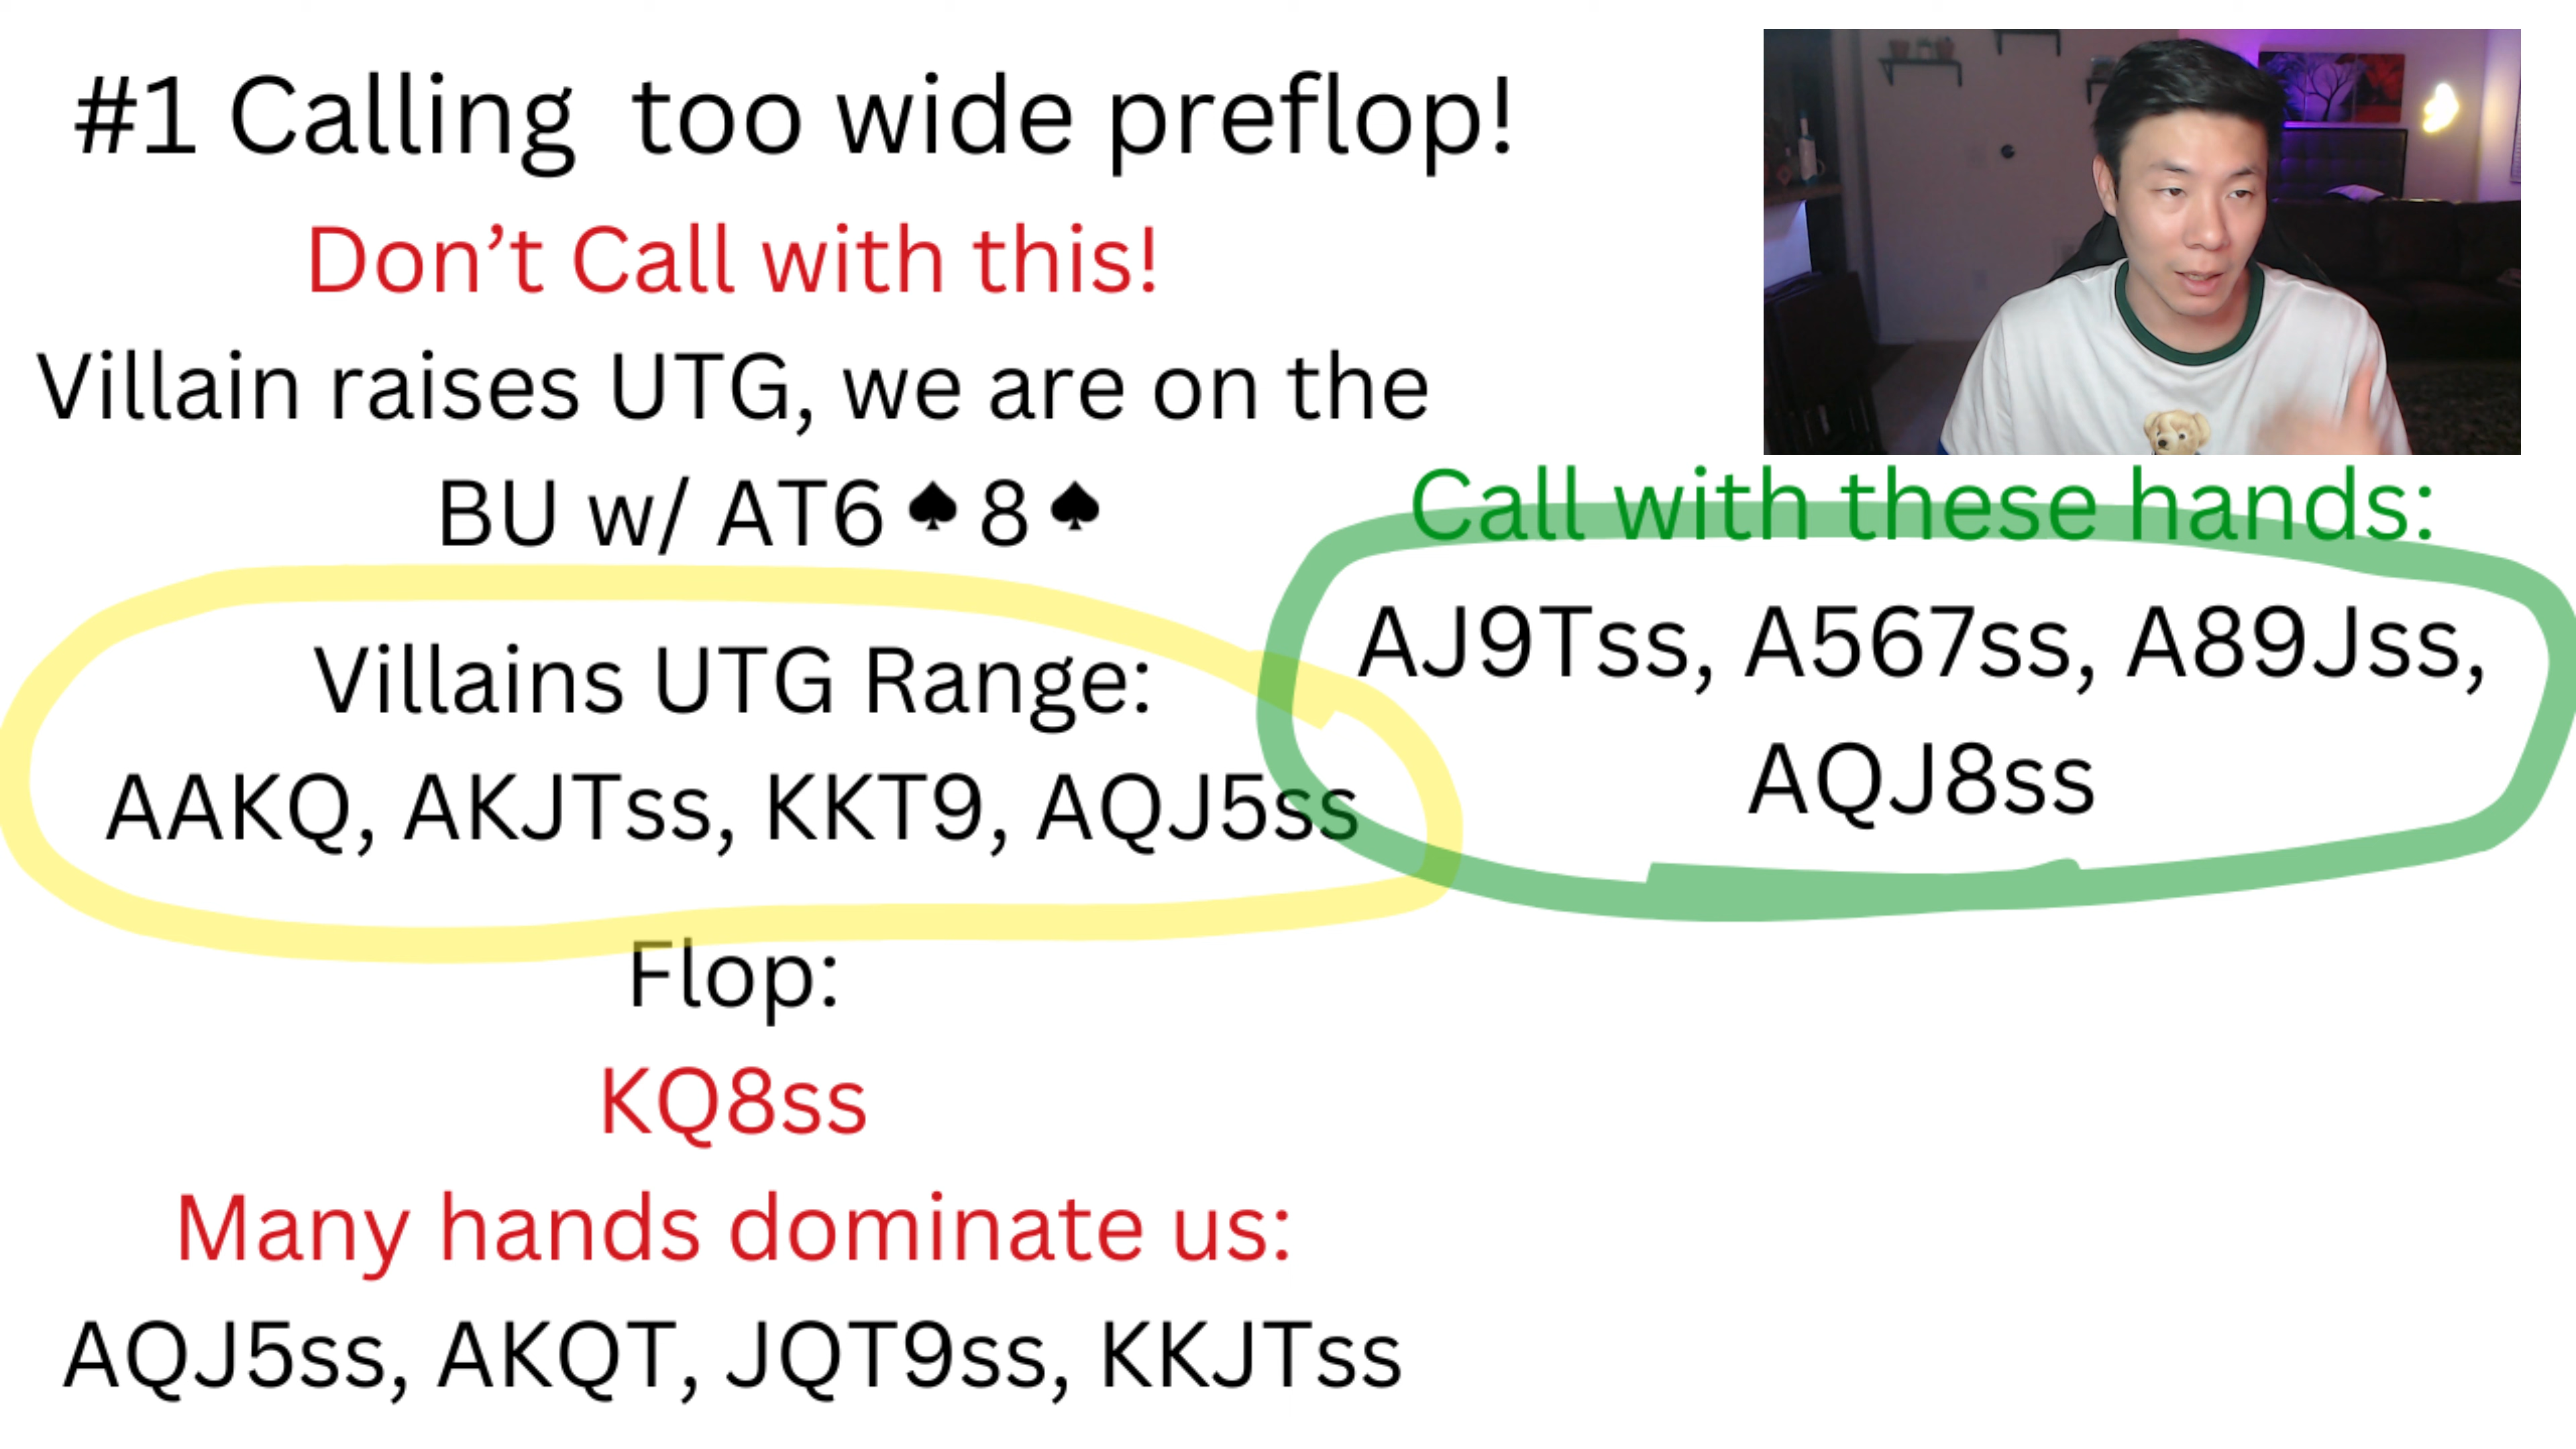 #1 Calling too wide preflop!
Don’t Call with this!
Villain raises UTG, we are on the
BU w/ AT6♠8♠
Villains UTG Range:
AAKQ, AKJTss, KKT9, AQJ5ss
Flop:
KQ8ss
Many hands dominate us:
AQJ5ss, AKQT, JQT9ss, KKJTss
Call with these hands:
AJ9Tss, A567ss, A89Jss,
AQJ8ss